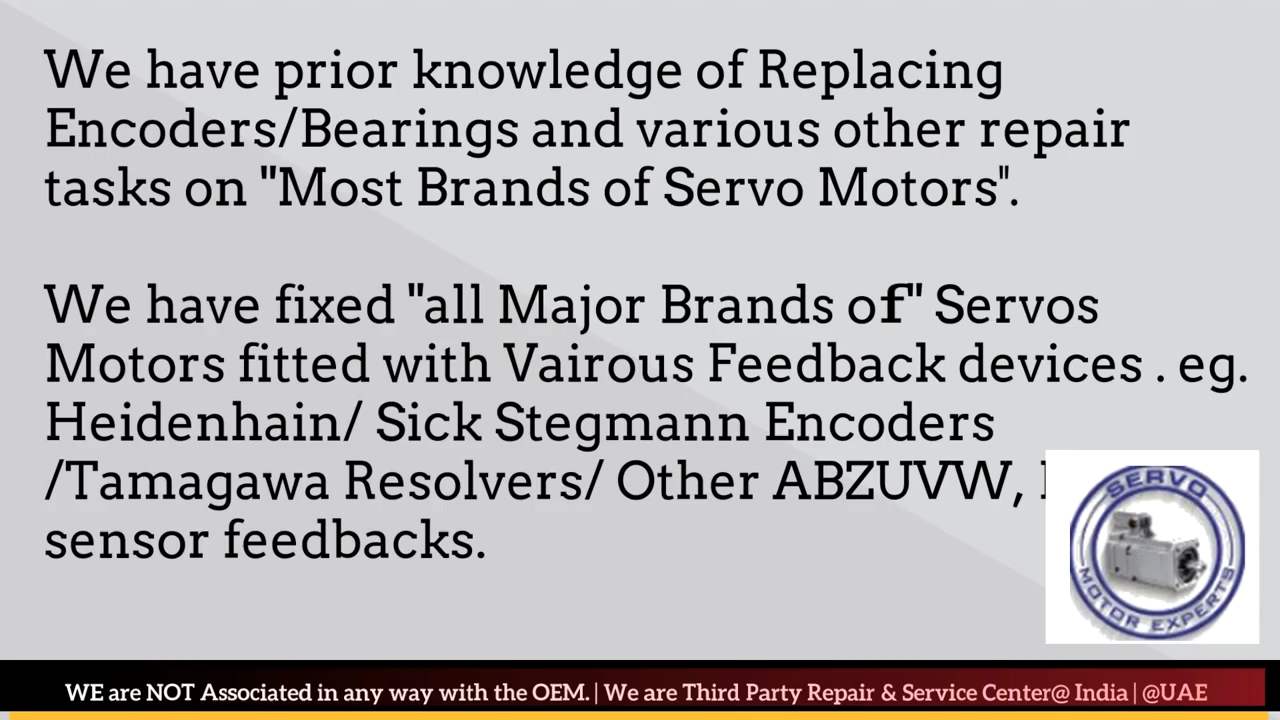 We have prior knowledge of Replacing
Encoders/Bearings and various other repair
tasks on "Most Brands of Servo Motors".
We have fixed "all Major Brands of" Servos
Motors fitted with Vairous Feedback devices . eg.
Heidenhain/ Sick Stegmann Encoders
/Tamagawa Resolvers/ Other ABZUVW,
sensor feedbacks.
SERVO
MOTOR EXPERTS
WE are NOT Associated in any way with the OEM. | We are Third Party Repair & Service Center@ India | @UAE